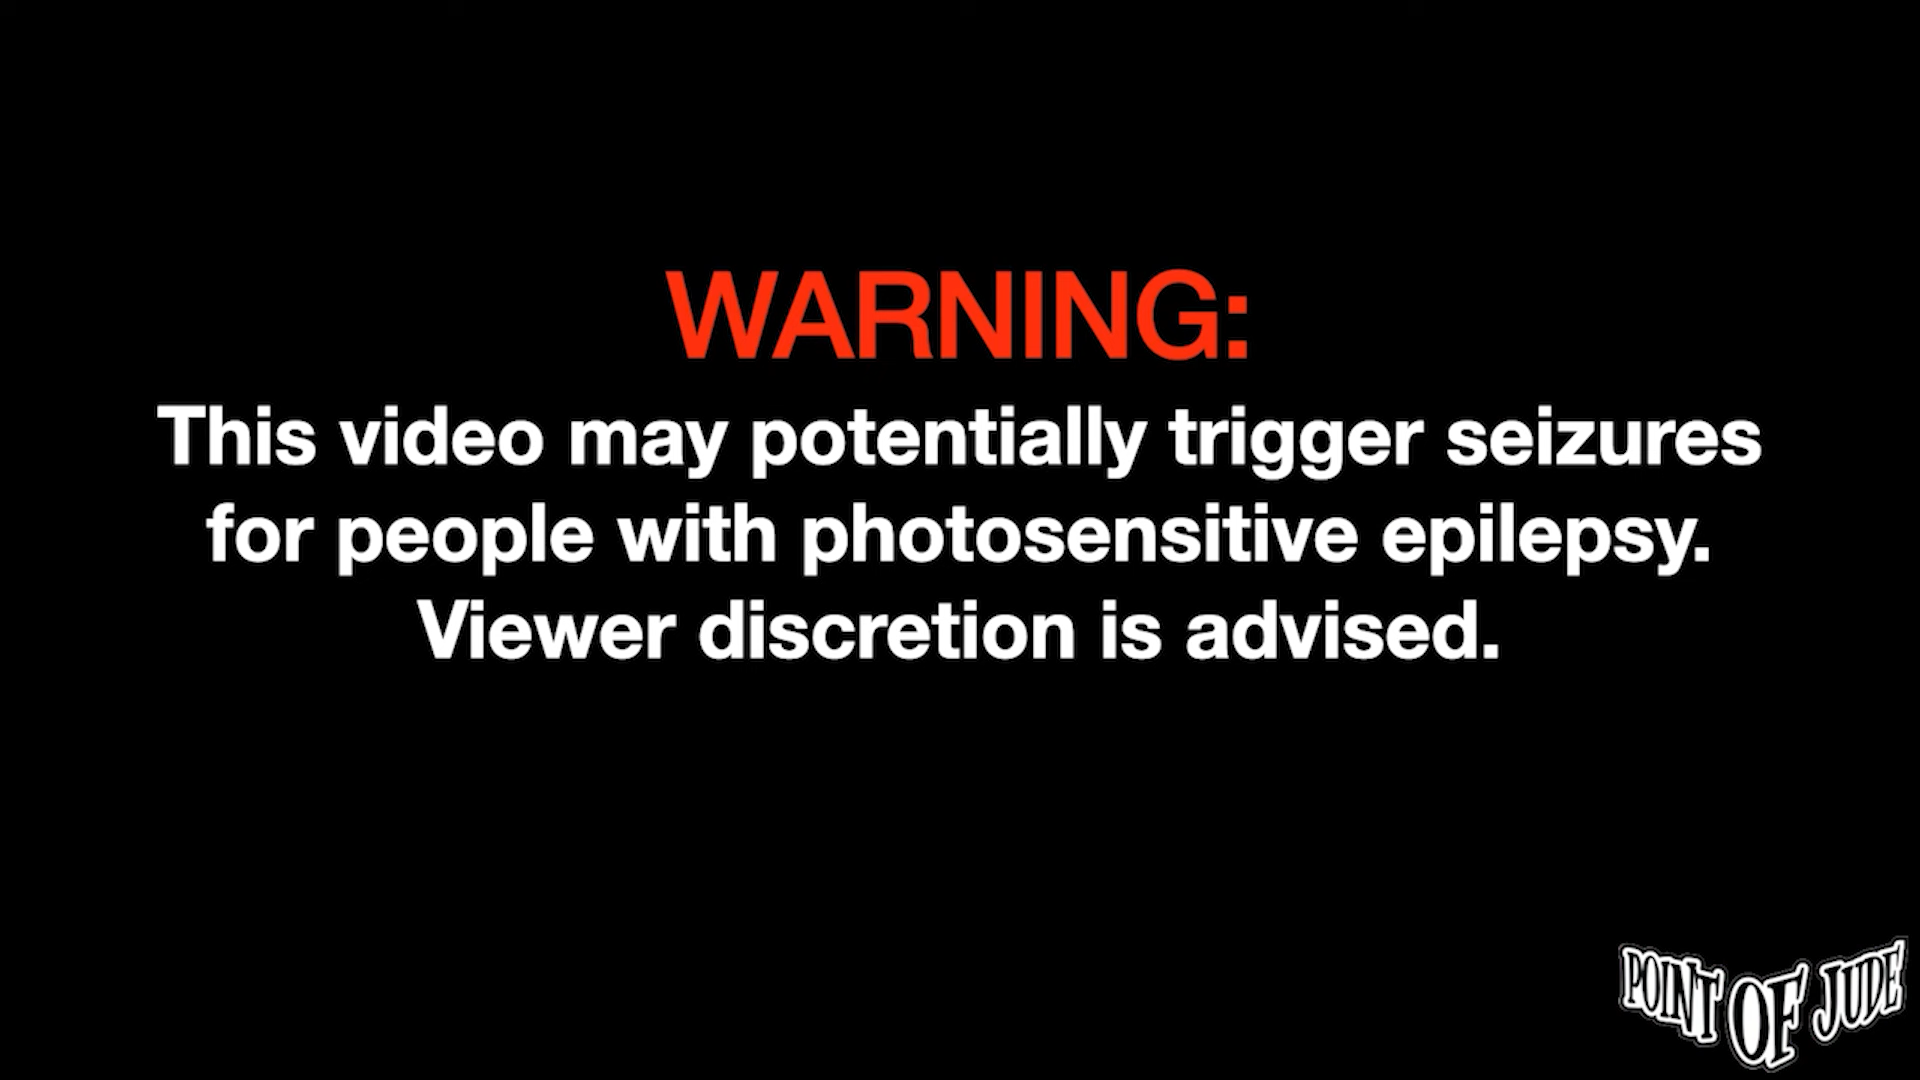 WARNING:
This video may potentially trigger seizures
for people with photosensitive epilepsy.
Viewer discretion is advised.
POINT OF JUDE